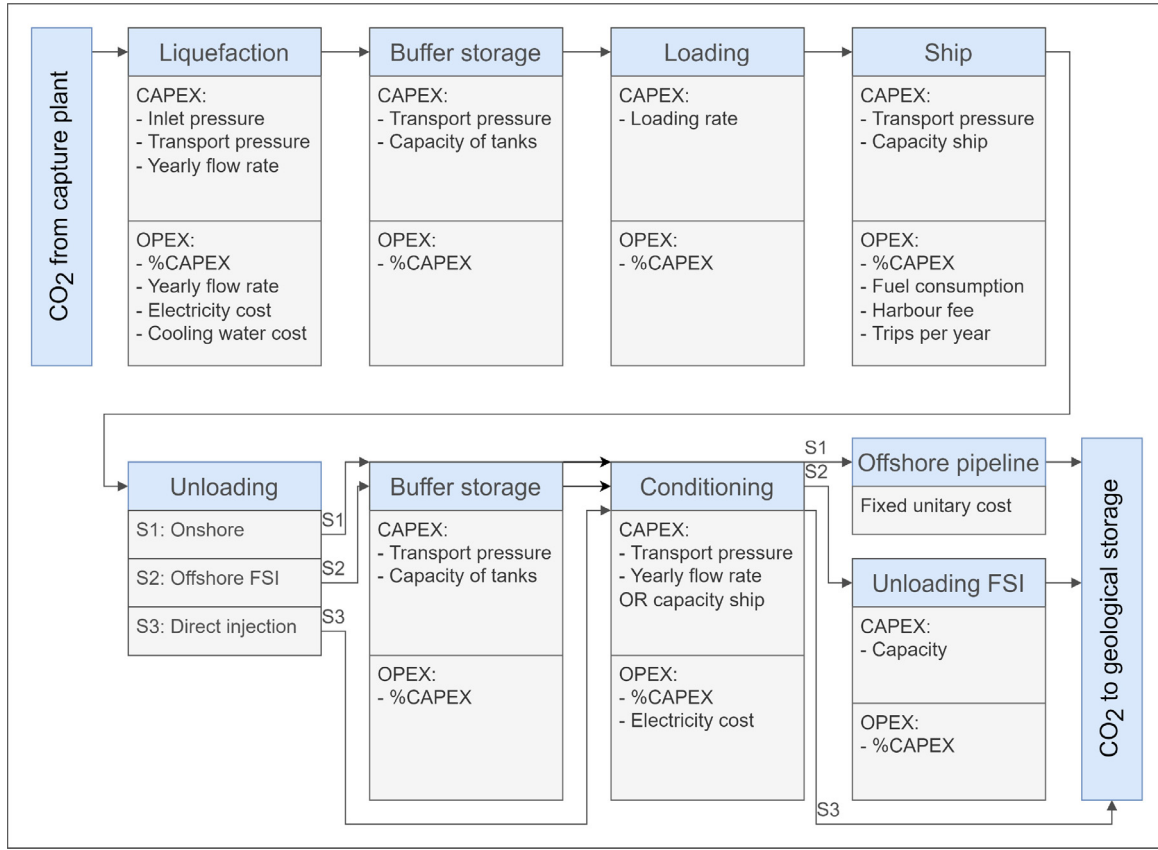 CO2 from capture plant
Liquefaction
CAPEX:
- Inlet pressure
- Transport pressure
- Yearly flow rate
OPEX:
- %CAPEX
- Yearly flow rate
- Electricity cost
- Cooling water cost
Buffer storage
CAPEX:
- Transport pressure
- Capacity of tanks
OPEX:
- %CAPEX
Loading
CAPEX:
- Loading rate
OPEX:
- %CAPEX
Ship
CAPEX:
- Transport pressure
- Capacity ship
OPEX:
- %CAPEX
- Fuel consumption
- Harbour fee
- Trips per year
Unloading
S1: Onshore
S2: Offshore FSI
S3: Direct injection
S1
S2
S3
Buffer storage
CAPEX:
- Transport pressure
- Capacity of tanks
OPEX:
- %CAPEX
Conditioning
CAPEX:
- Transport pressure
- Yearly flow rate
OR capacity ship
OPEX:
- %CAPEX
- Electricity cost
S1
S2
S3
Offshore pipeline
Fixed unitary cost
Unloading FSI
CAPEX:
- Capacity
OPEX:
- %CAPEX
CO2 to geological storage